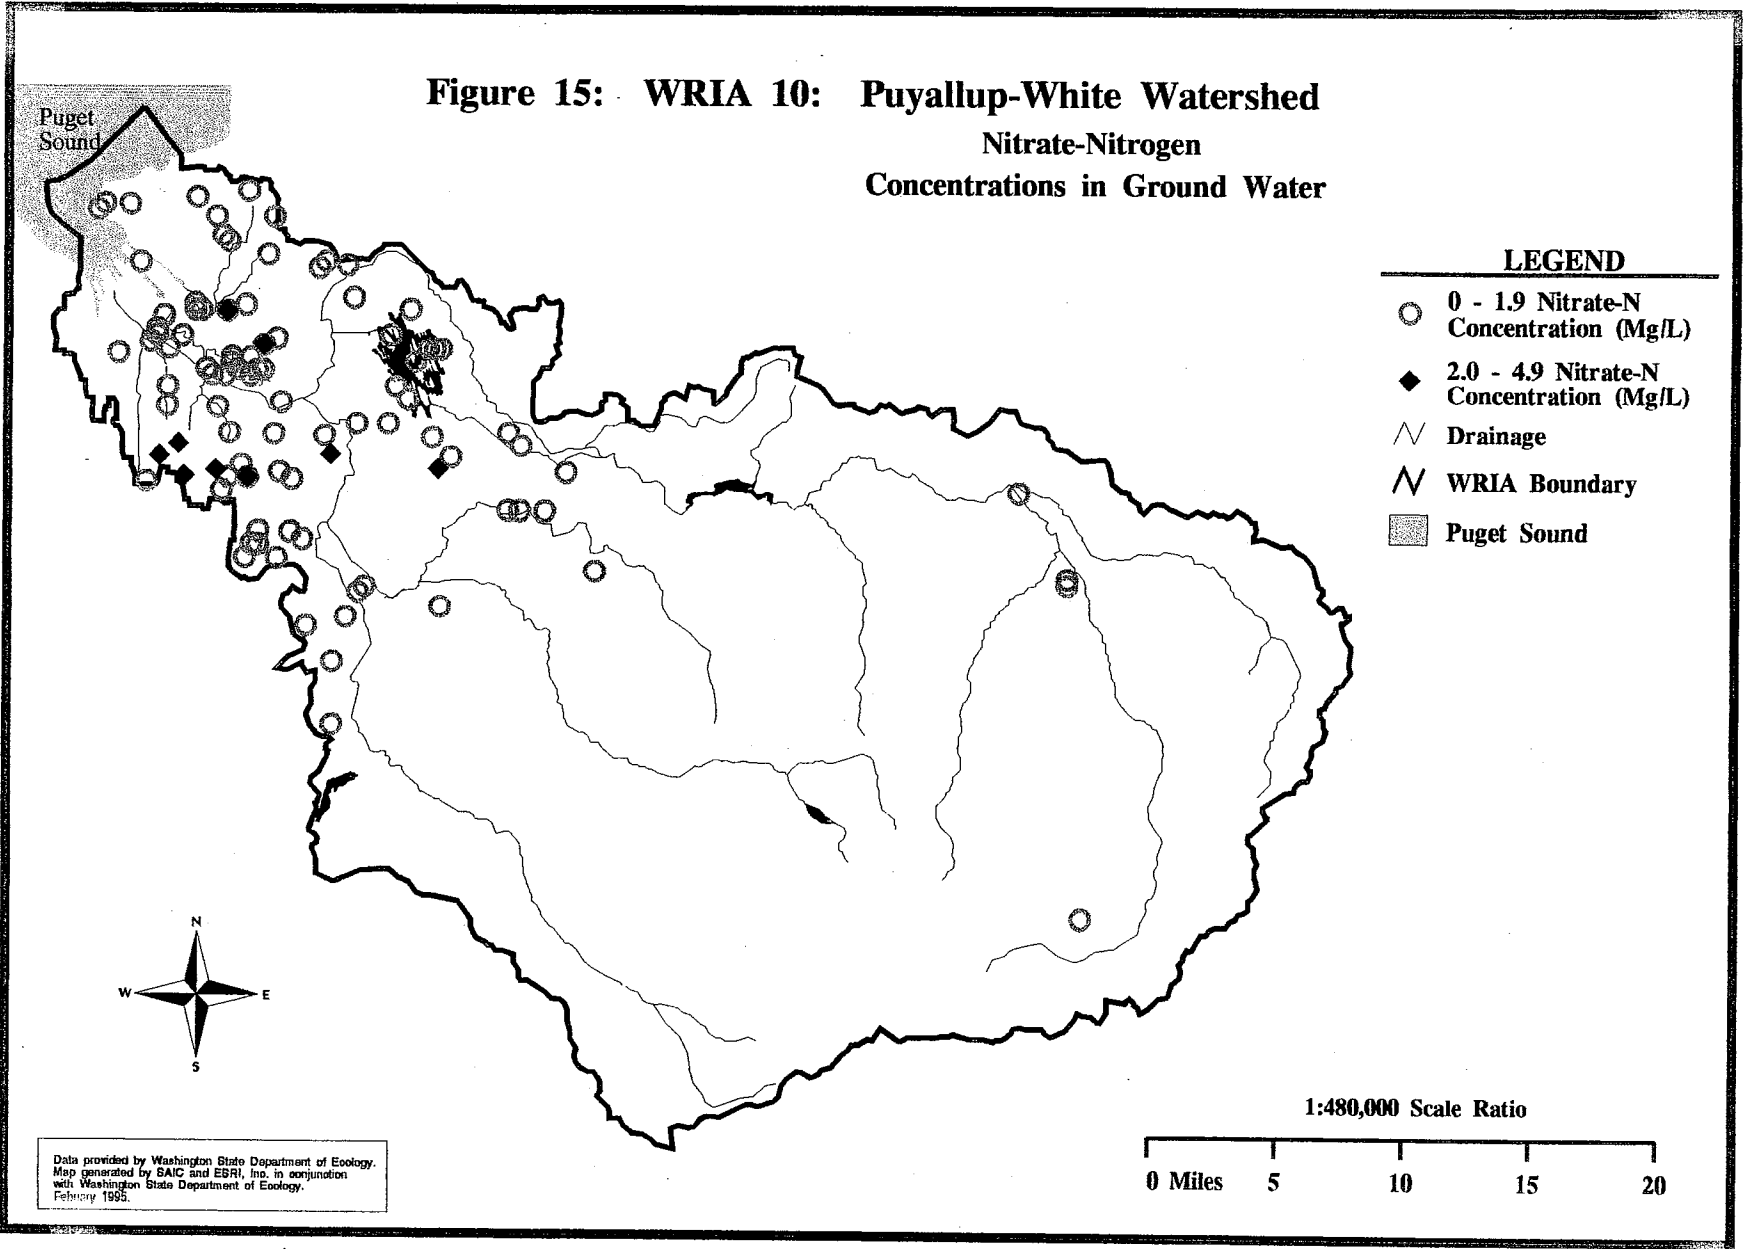 Figure 15: WRIA 10: Puyallup-White Watershed
Nitrate-Nitrogen
Concentrations in Ground Water
Puget
Sound
LEGEND
0 - 1.9 Nitrate-N
Concentration (Mg/L)
2.0 - 4.9 Nitrate-N
Concentration (Mg/L)
Drainage
WRIA Boundary
Puget Sound
N
W
E
S
1:480,000 Scale Ratio
0 Miles 5 10 15 20
Data provided by Washington State Department of Ecology.
Map generated by SAIC and ESRI, Inc. in conjunction
with Washington State Department of Ecology.
February 1995.